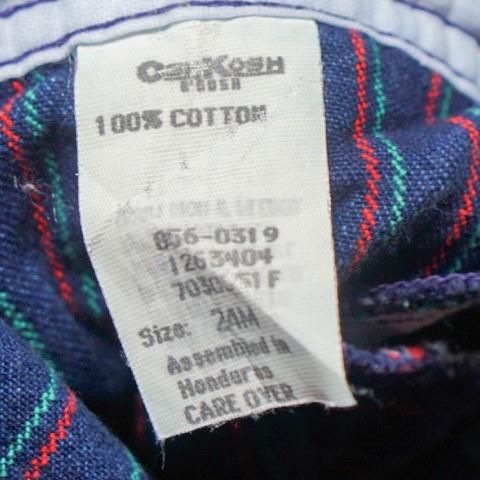 OshKosh
B'GOSH
100% COTTON
856-0319
1263404
Size: 24M
Assembled in
Honduras
CARE OVER